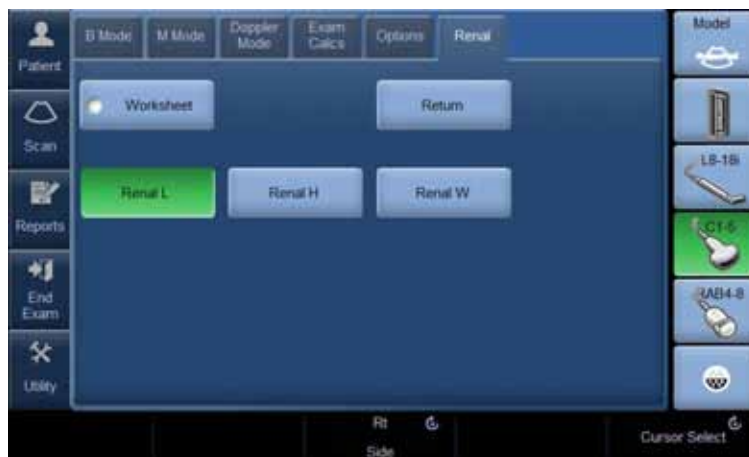 Patient
Scan
Reports
End
Exam
Utility
B Mode
M Mode
Doppler
Mode
Exam
Calcs
Options
Renal
Worksheet
Return
Renal L
Renal H
Renal W
Model
L8-18i
C1-5
RAB4-8
Rt
Side
Cursor Select